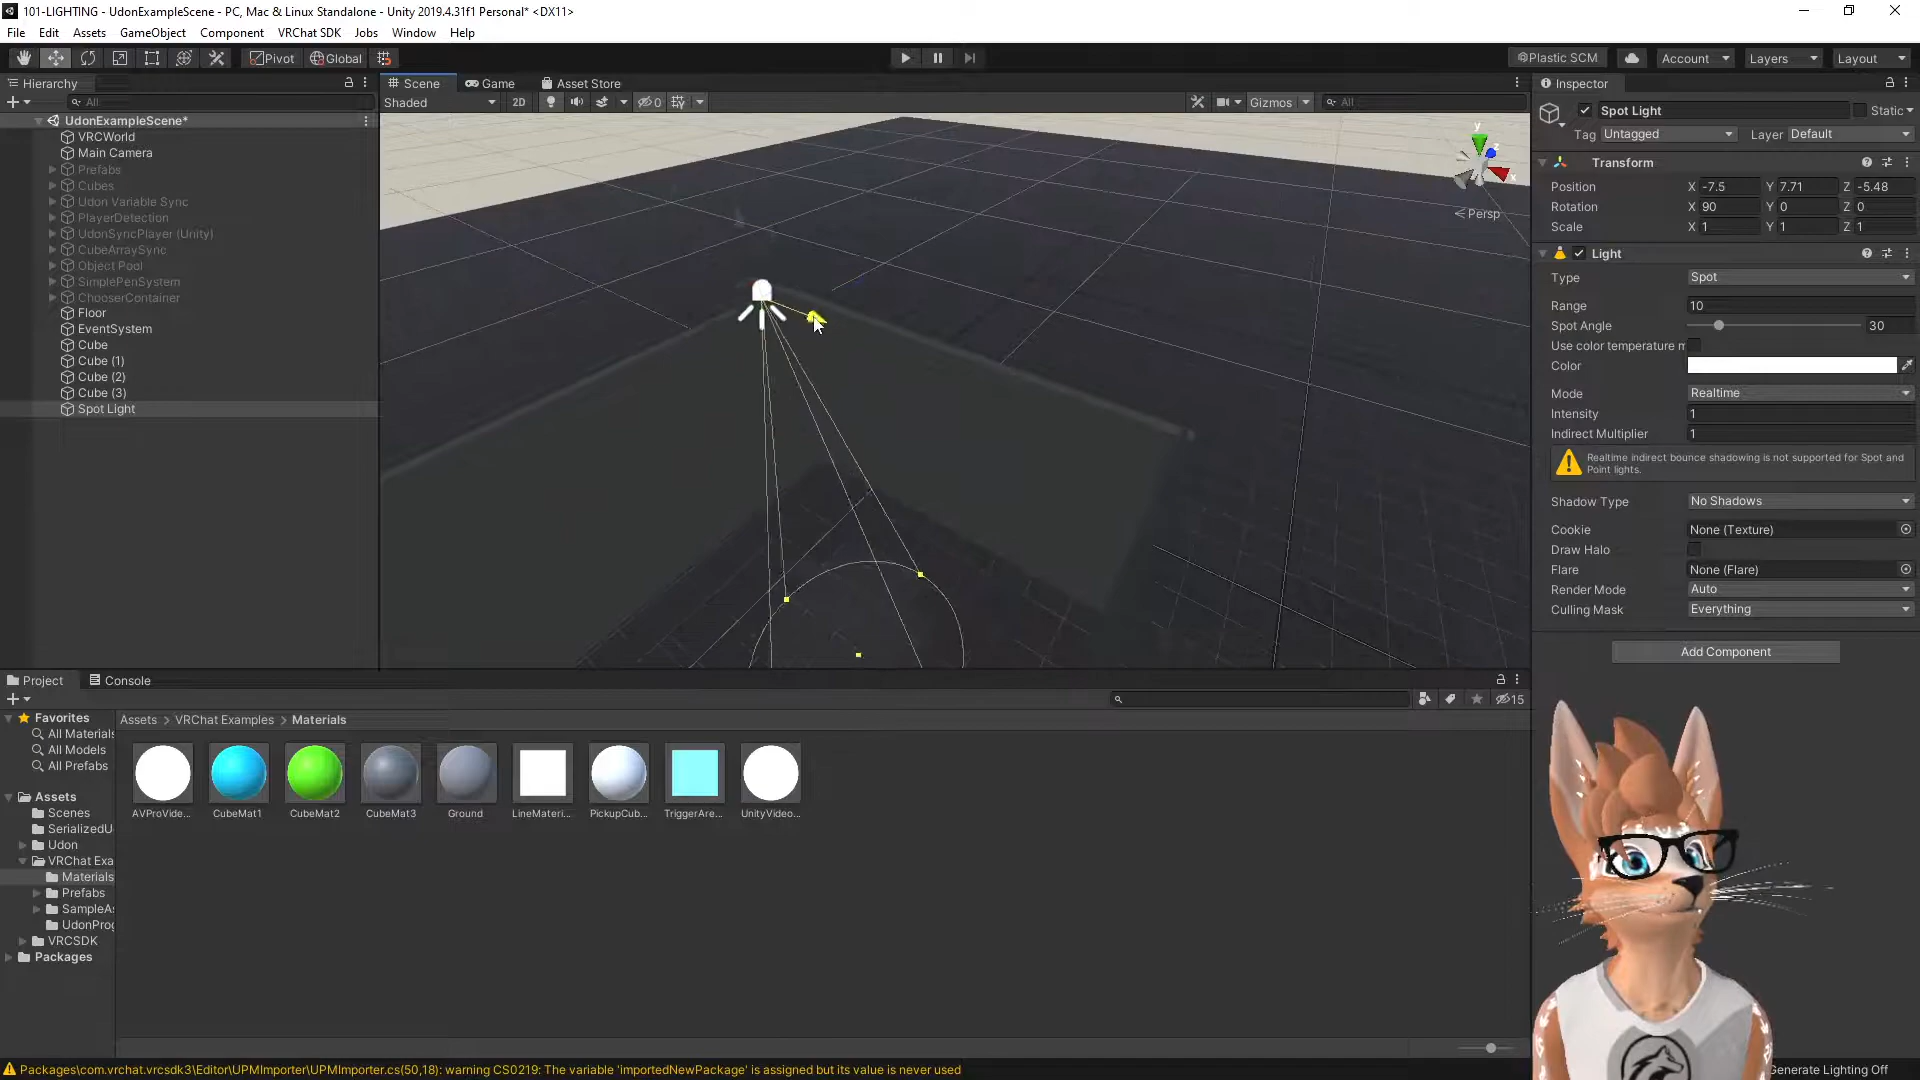 101-LIGHTING - UdonExampleScene - PC, Mac & Linux Standalone - Unity 2019.4.31f1 Personal* <DX11>
File Edit Assets GameObject Component VRChat SDK Jobs Window Help
Pivot Global Plastic SCM Account Layers Layout
Hierarchy
All
UdonExampleScene*
VRCWorld
Main Camera
Prefabs
Cubes
Udon Variable Sync
PlayerDetection
UdonSyncPlayer (Unity)
CubeArraySync
Object Pool
SimplePenSystem
ChooserContainer
Floor
EventSystem
Cube
Cube (1)
Cube (2)
Cube (3)
Spot Light
Scene Game Asset Store
Shaded 2D 0 Gizmos All
y
z
x
< Persp
Inspector
Spot Light Static
Tag Untagged Layer Default
Transform
Position X -7.5 Y 7.71 Z -5.48
Rotation X 90 Y 0 Z 0
Scale X 1 Y 1 Z 1
Light
Type Spot
Range 10
Spot Angle 30
Use color temperature m
Color
Mode Realtime
Intensity 1
Indirect Multiplier 1
Realtime indirect bounce shadowing is not supported for Spot and
Point lights.
Shadow Type No Shadows
Cookie None (Texture)
Draw Halo
Flare None (Flare)
Render Mode Auto
Culling Mask Everything
Add Component
Project Console
15
Favorites
All Materials
All Models
All Prefabs
Assets
Scenes
SerializedU
Udon
VRChat Exa
Materials
Prefabs
SampleAs
UdonProg
VRCSDK
Packages
Assets > VRChat Examples > Materials
AVProVide... CubeMat1 CubeMat2 CubeMat3 Ground LineMateri... PickupCub... TriggerAre... UnityVideo...
Packages\com.vrchat.vrcsdk3\Editor\UPMImporter\UPMImporter.cs(50,18): warning CS0219: The variable 'importedNewPackage' is assigned but its value is never used
Generate Lighting Off